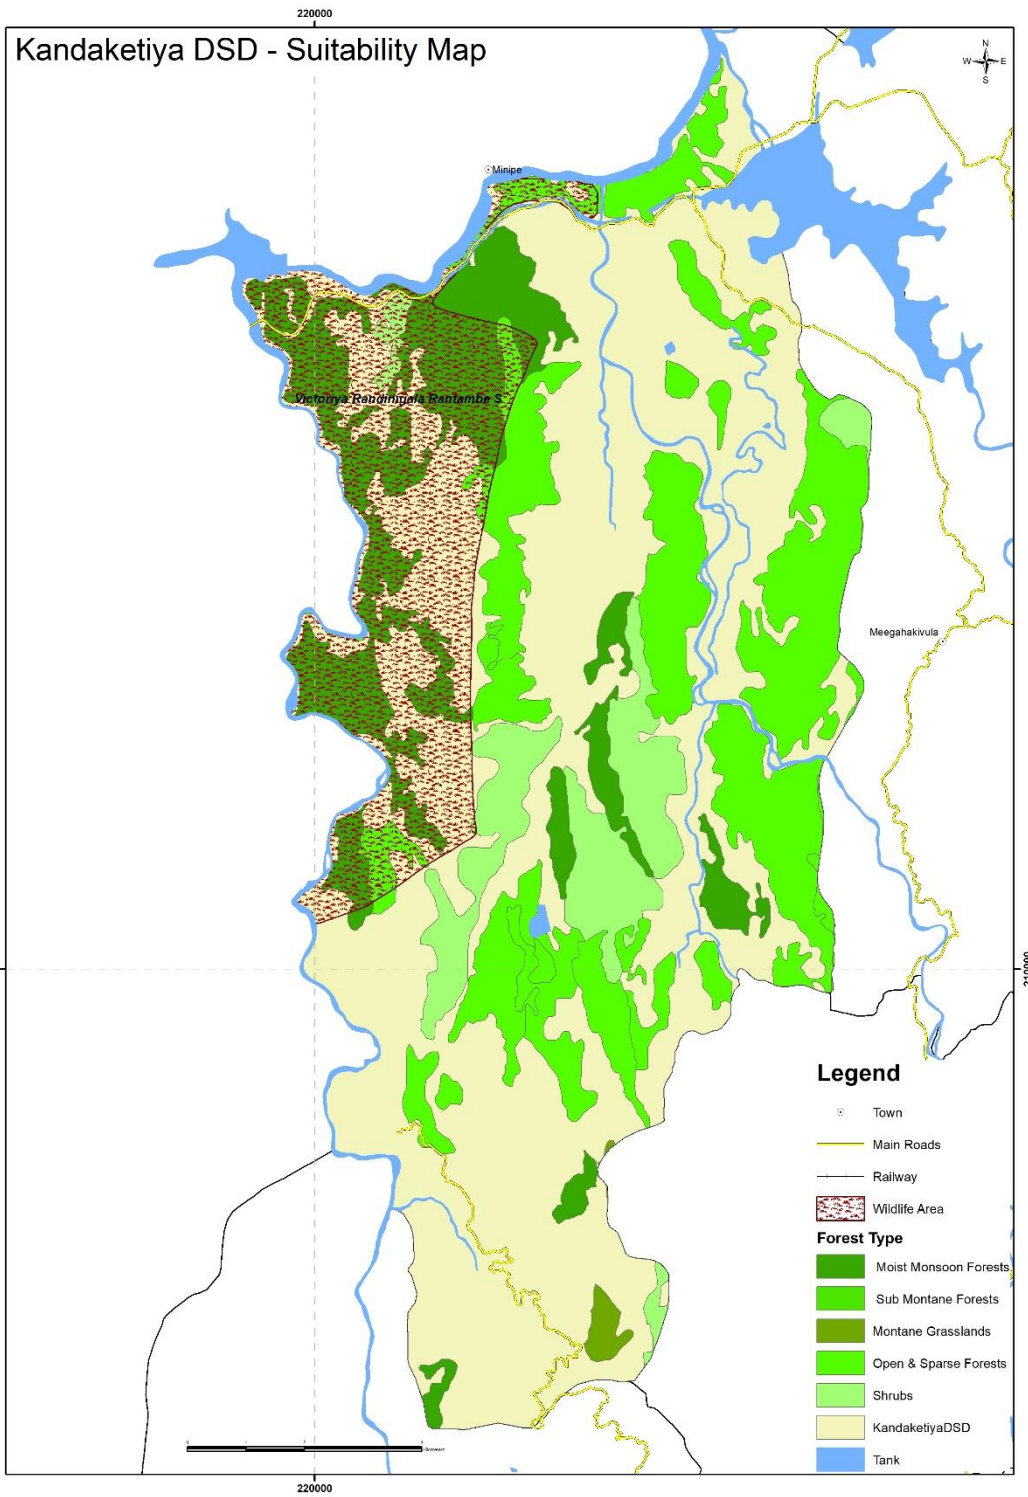 220000
Kandaketiya DSD - Suitability Map
N
W E
S
Minipe
Victoriya Randinigala Rantambe S
Meegahakivula
210000
Legend
Town
Main Roads
Railway
Wildlife Area
Forest Type
Moist Monsoon Forests
Sub Montane Forests
Montane Grasslands
Open & Sparse Forests
Shrubs
KandaketiyaDSD
Tank
220000